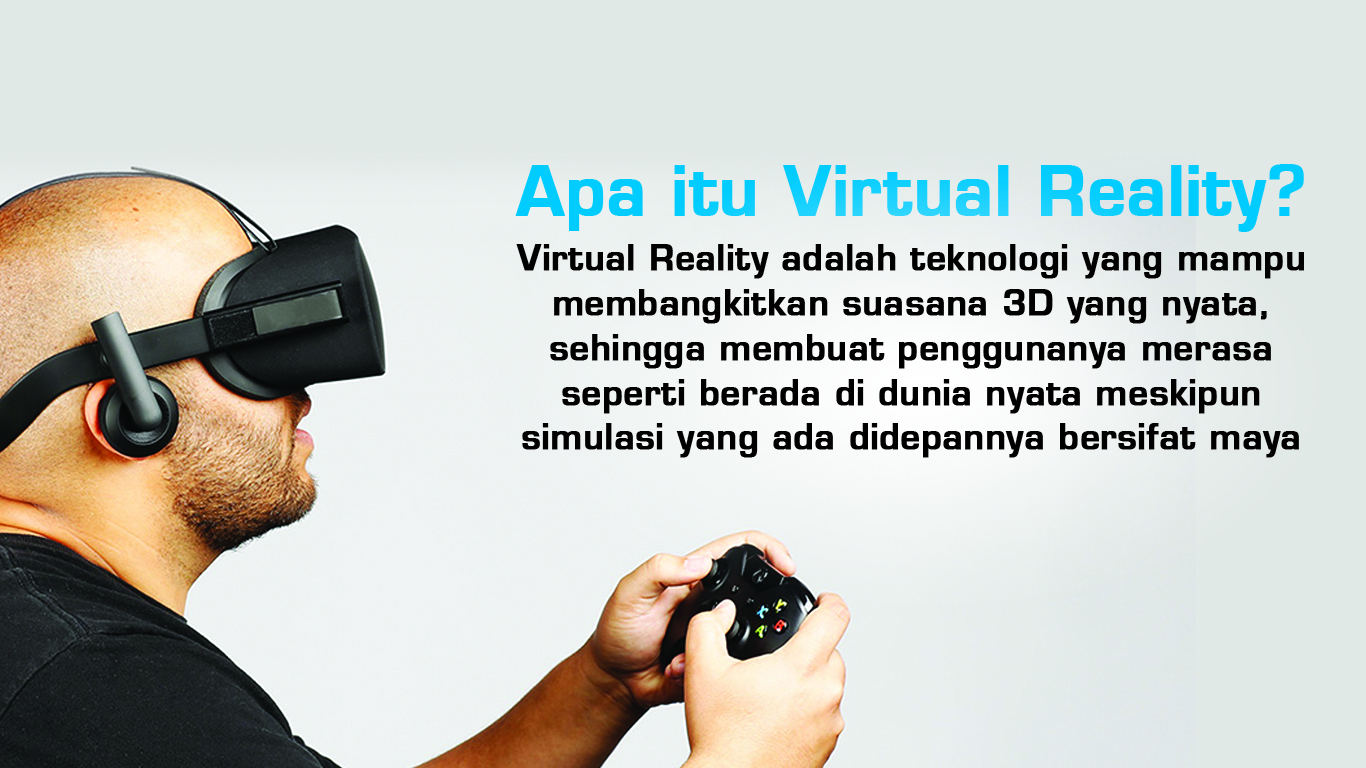 Apa itu Virtual Reality?
Virtual Reality adalah teknologi yang mampu
membangkitkan suasana 3D yang nyata,
sehingga membuat penggunanya merasa
seperti berada di dunia nyata meskipun
simulasi yang ada didepannya bersifat maya